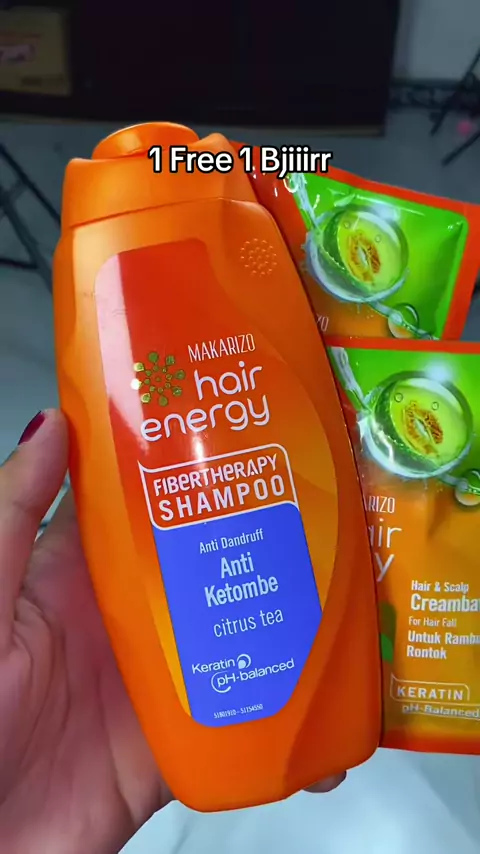 1 Free 1 Bjiiirr
MAKARIZO
hair
energy
FIBERTHERAPY
SHAMPOO
Anti Dandruff
Anti
Ketombe
citrus tea
Keratin
pH-balanced
Hair & Scalp
For Hair Fall
Untuk
Rontok
KERATIN
pH-Balanced